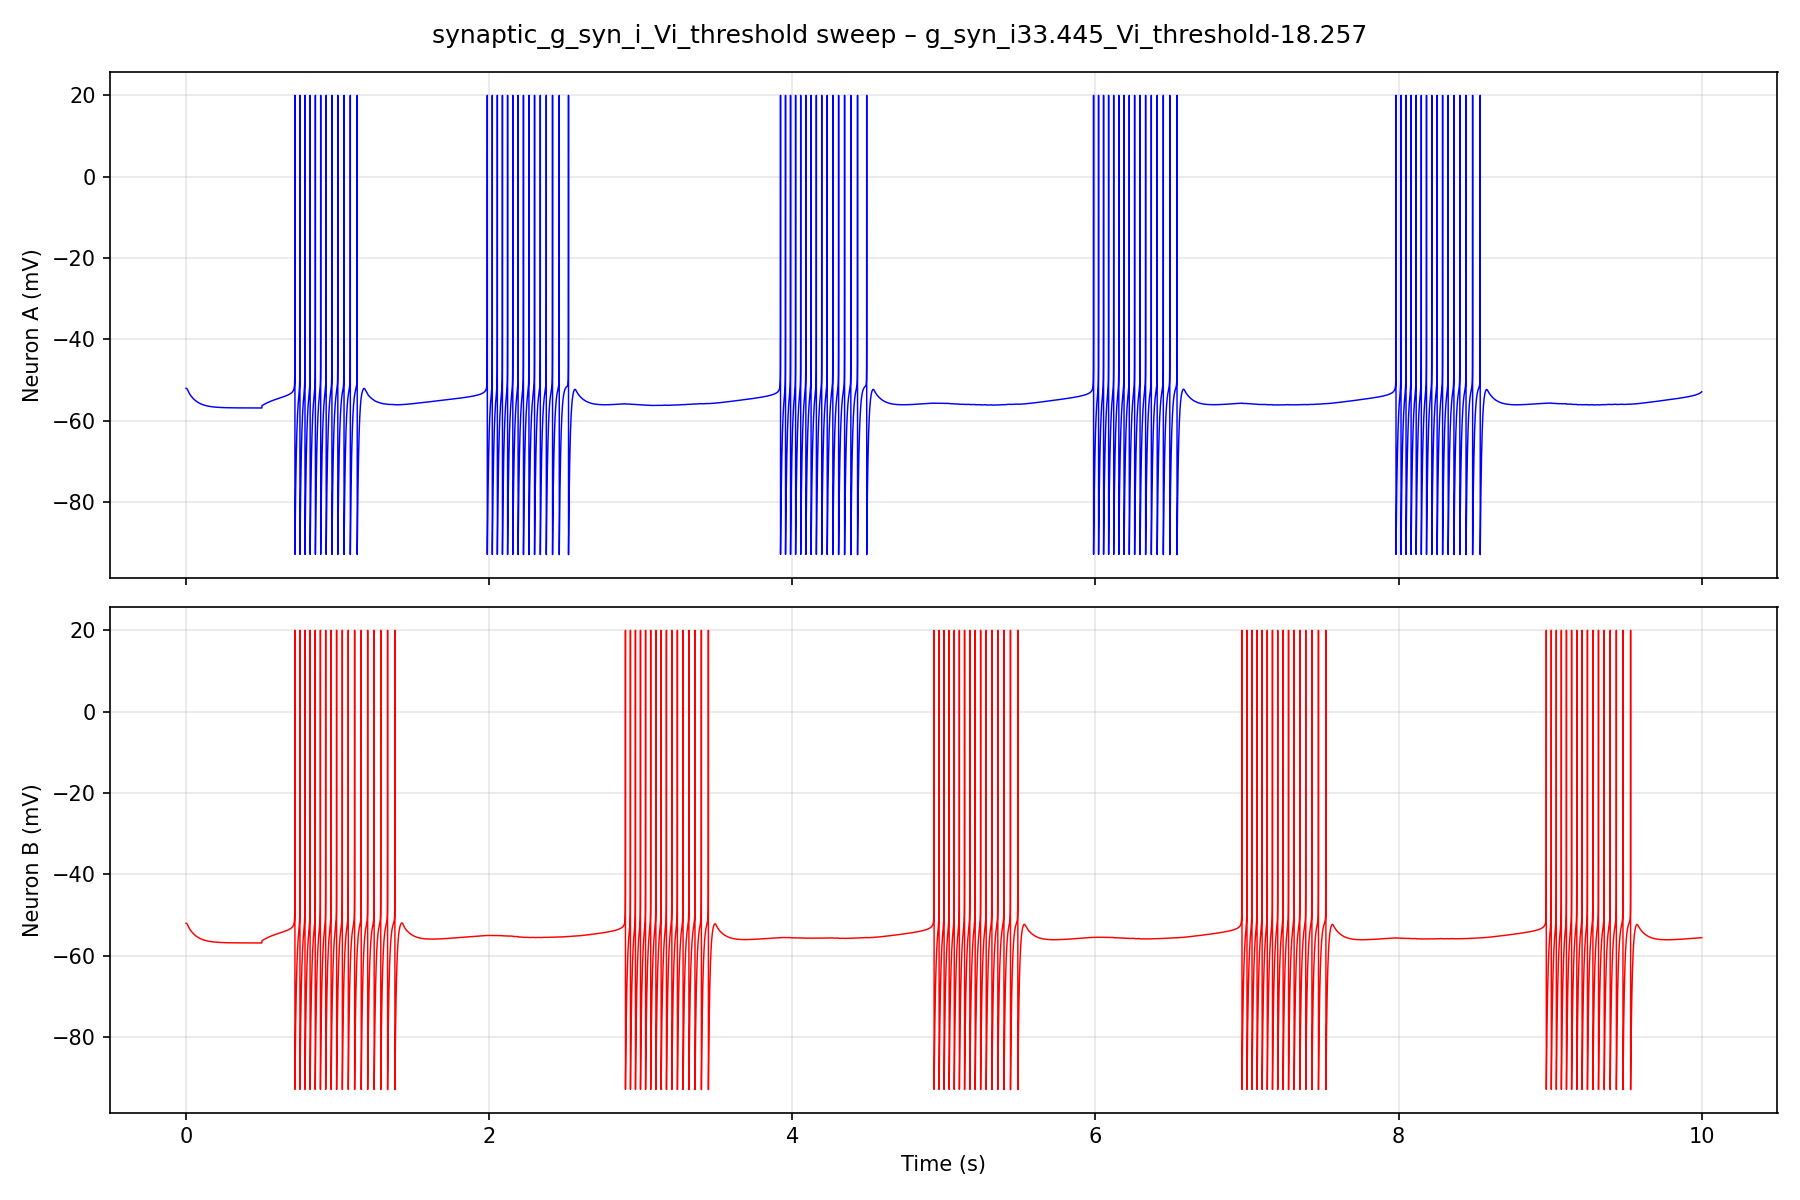 synaptic_g_syn_i_Vi_threshold sweep – g_syn_i33.445_Vi_threshold-18.257
20
0
−20
−40
−60
−80
Neuron A (mV)
20
0
−20
−40
−60
−80
Neuron B (mV)
0 2 4 6 8 10
Time (s)